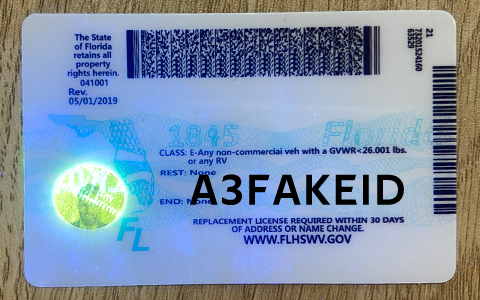 The State
of Florida
retains all
property
rights herein.
041001
Rev.
05/01/2019
1845 Florida
CLASS: E-Any non-commercial veh with a GVWR<26.001 lbs.
or any RV
REST: None
END: None
A3FAKEID
REPLACEMENT LICENSE REQUIRED WITHIN 30 DAYS
OF ADDRESS OR NAME CHANGE.
WWW.FLHSWV.GOV
FL
21